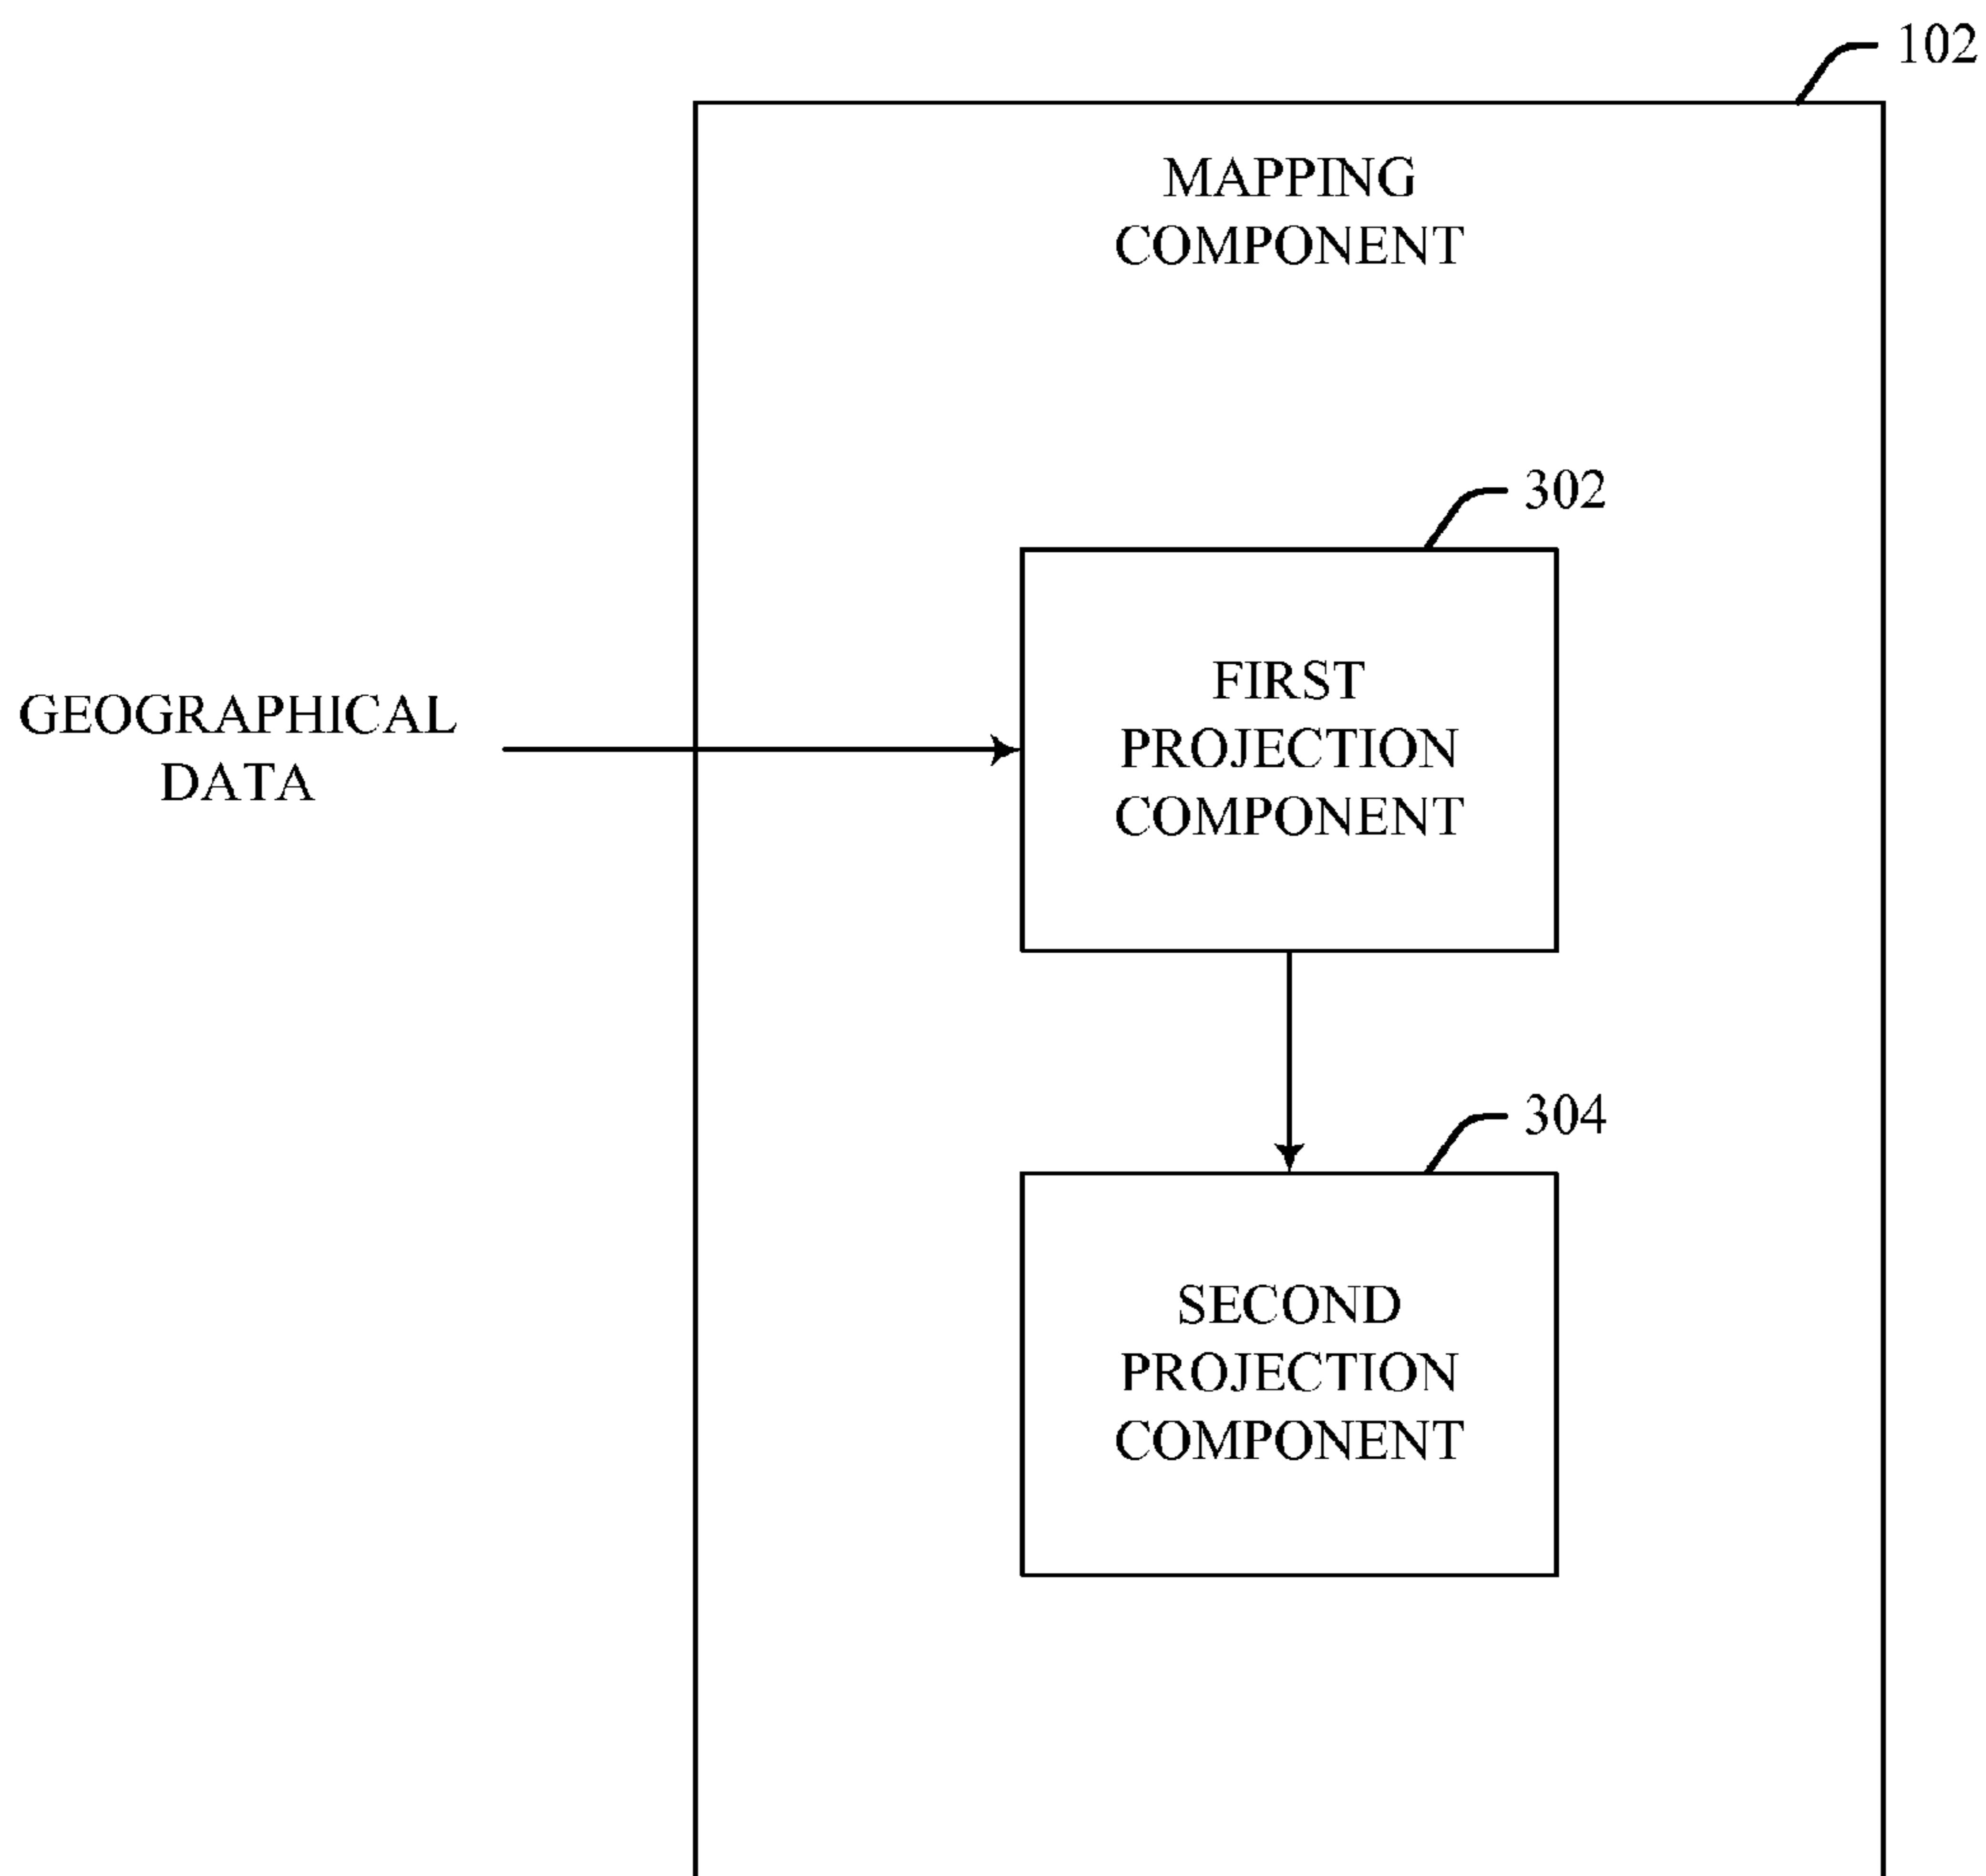 102
MAPPING
COMPONENT
302
FIRST
PROJECTION
COMPONENT
GEOGRAPHICAL
DATA
304
SECOND
PROJECTION
COMPONENT